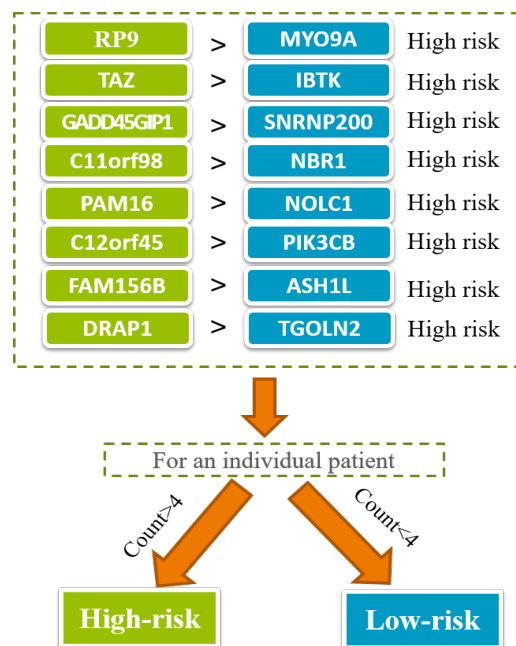 RP9 > MYO9A High risk
TAZ > IBTK High risk
GADD45GIP1 > SNRNP200 High risk
C11orf98 > NBR1 High risk
PAM16 > NOLC1 High risk
C12orf45 > PIK3CB High risk
FAM156B > ASH1L High risk
DRAP1 > TGOLN2 High risk
For an individual patient
Count>4 Count<4
High-risk Low-risk